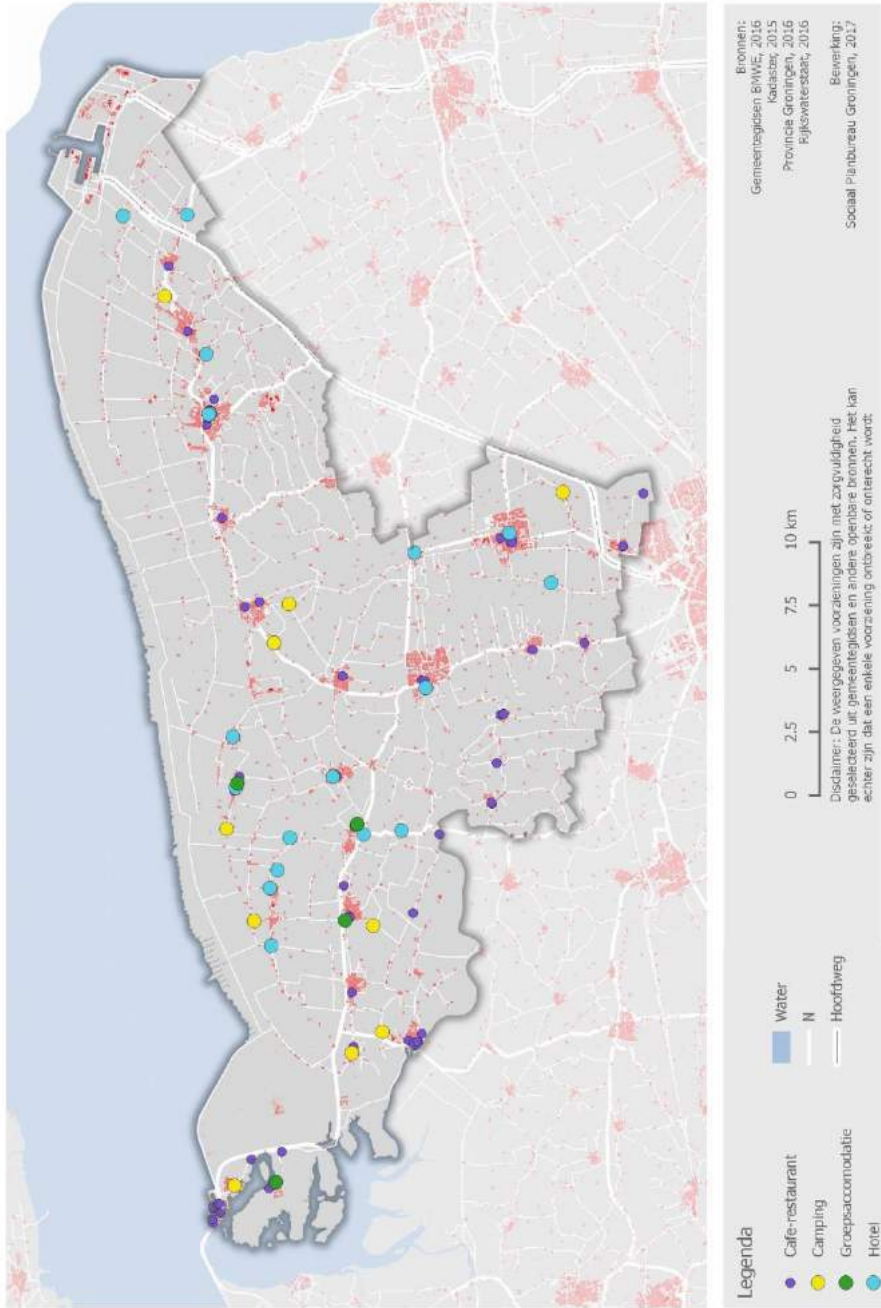 Legenda
Cafe-restaurant
Camping
Groepsaccomodatie
Hotel
Water
N
Hoofdweg
0 2.5 5 7.5 10 km
Disclaimer: De weergegeven voorzieningen zijn met zorgvuldigheid
geselecteerd uit gemeentegidsen en andere openbare bronnen. Het kan
echter zijn dat een enkele voorziening ontbreekt of onterecht wordt
Bronnen:
Gemeentegidsen BMWE, 2016
Kadaster, 2015
Provincie Groningen, 2016
Rijkswaterstaat, 2016
Bewerking:
Sociaal Planbureau Groningen, 2017